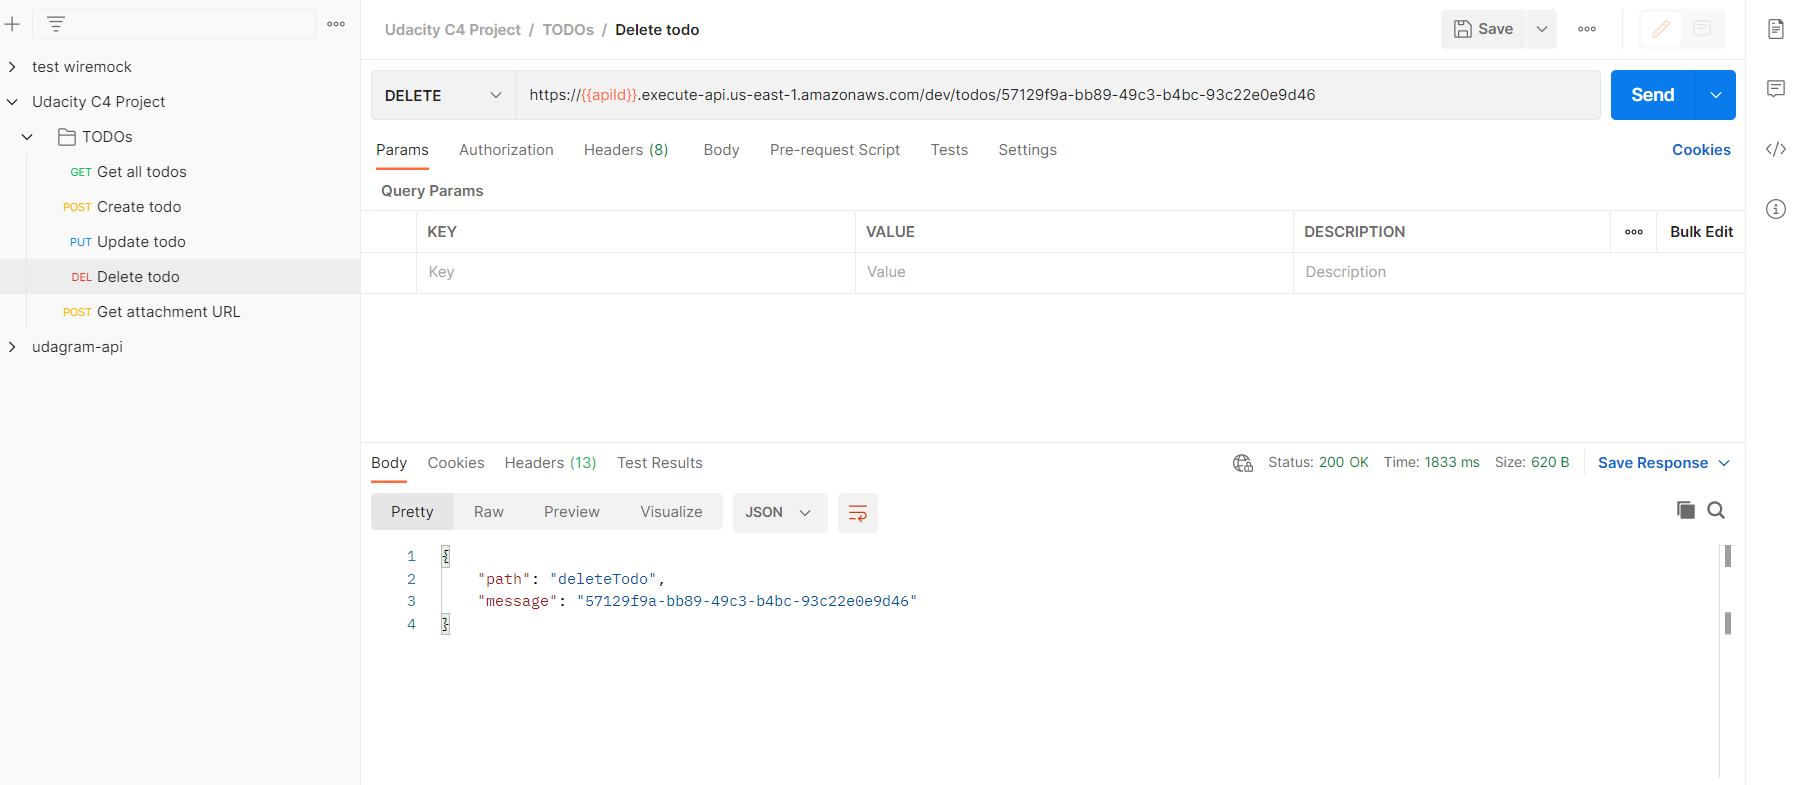 test wiremock
Udacity C4 Project
TODOs
GET Get all todos
POST Create todo
PUT Update todo
DEL Delete todo
POST Get attachment URL
udagram-api
Udacity C4 Project / TODOs / Delete todo
Save
DELETE
https://{{apiId}}.execute-api.us-east-1.amazonaws.com/dev/todos/57129f9a-bb89-49c3-b4bc-93c22e0e9d46
Send
Params Authorization Headers (8) Body Pre-request Script Tests Settings Cookies
Query Params
KEY VALUE DESCRIPTION Bulk Edit
Key Value Description
Body Cookies Headers (13) Test Results Status: 200 OK Time: 1833 ms Size: 620 B Save Response
Pretty Raw Preview Visualize JSON
1 {
2 "path": "deleteTodo",
3 "message": "57129f9a-bb89-49c3-b4bc-93c22e0e9d46"
4 }